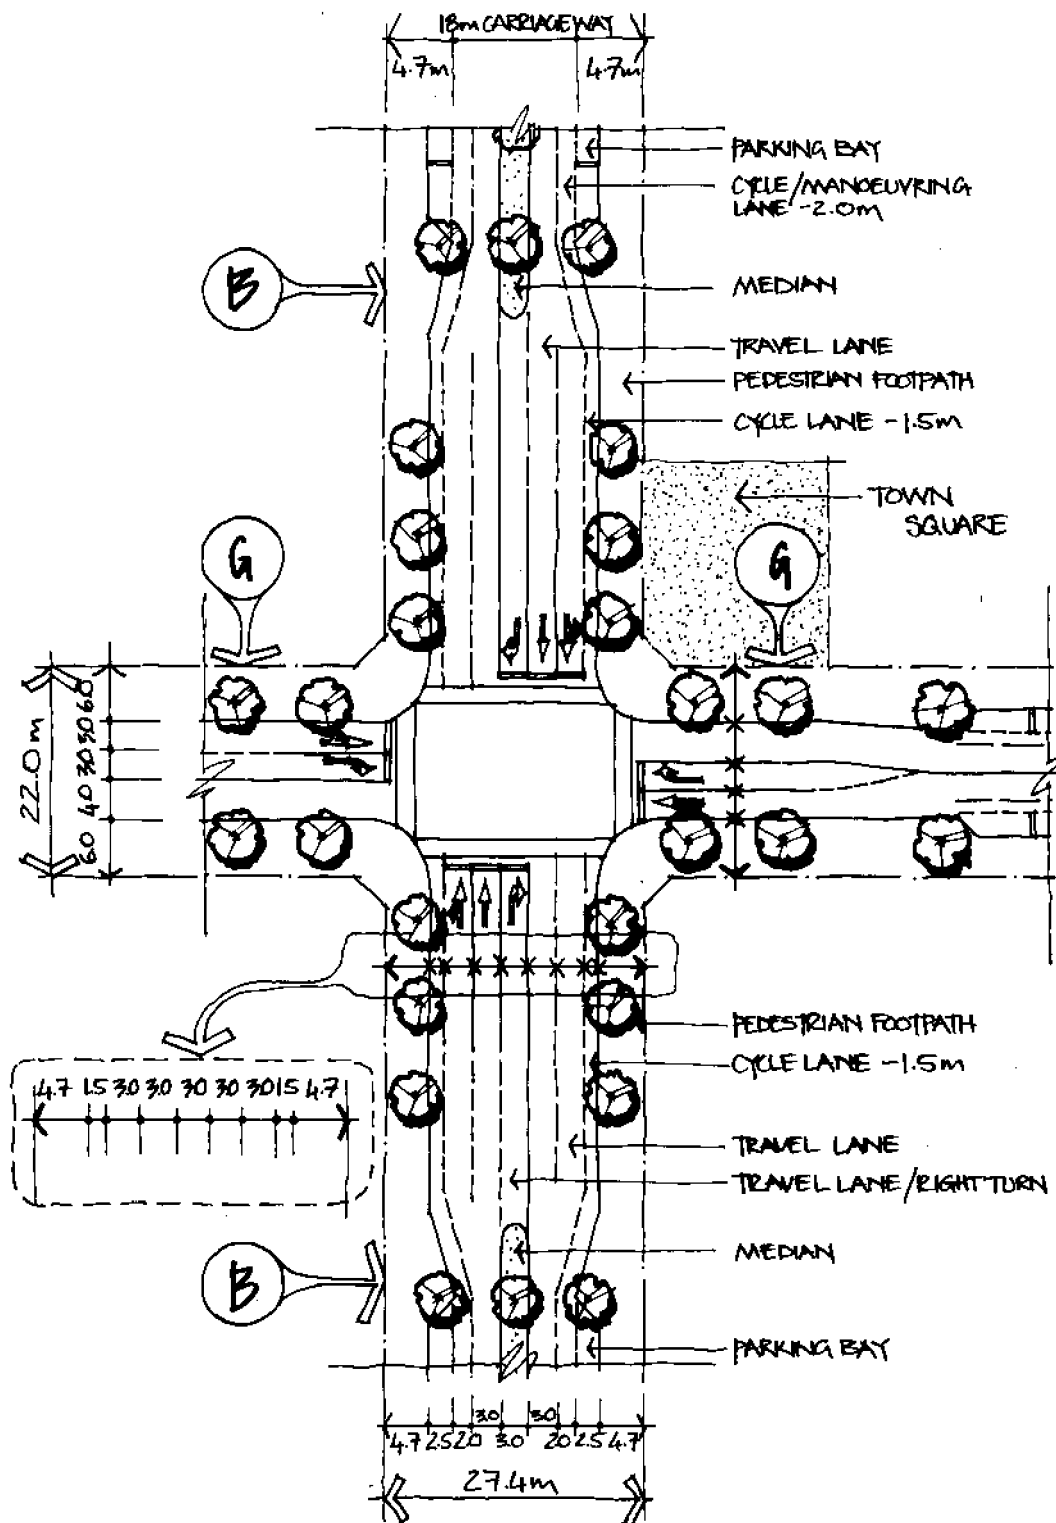 18m CARRIAGEWAY
4.7m
4.7m
PARKING BAY
CYCLE/MANOEUVRING
LANE -2.0m
B
MEDIAN
TRAVEL LANE
PEDESTRIAN FOOTPATH
CYCLE LANE -1.5m
TOWN
SQUARE
G
G
22.0m
6.0 4.0 3.0 3.0 6.0
PEDESTRIAN FOOTPATH
CYCLE LANE -1.5m
4.7 1.5 3.0 3.0 3.0 3.0 3.0 1.5 4.7
TRAVEL LANE
TRAVEL LANE/RIGHT TURN
B
MEDIAN
PARKING BAY
3.0 3.0
4.7 2.5 2.0 3.0 2.0 2.5 4.7
27.4m